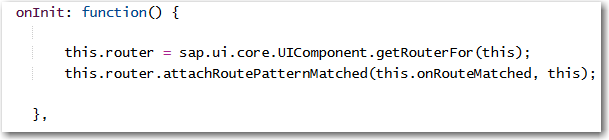 onInit: function() {
this.router = sap.ui.core.UIComponent.getRouterFor(this);
this.router.attachRoutePatternMatched(this.onRouteMatched, this);
},